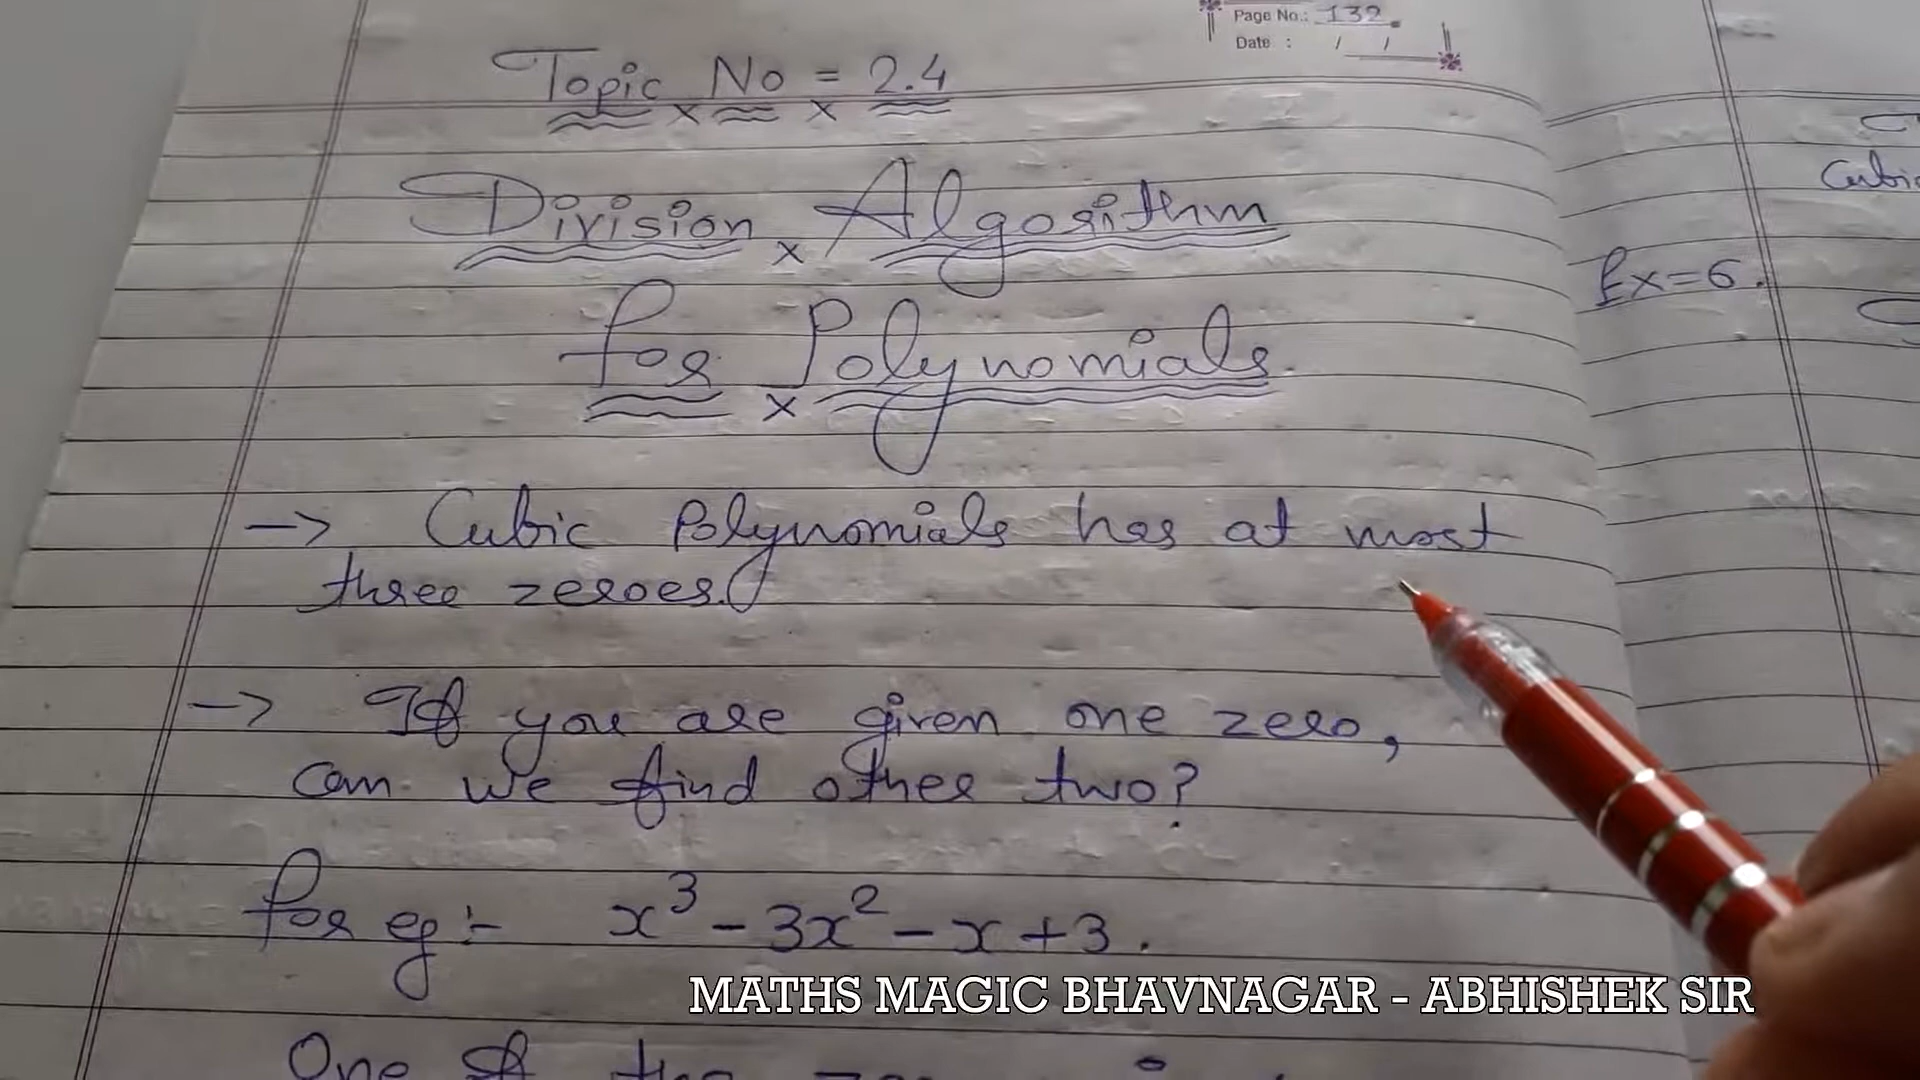 Page No.: 132.
Date : / /
Topic No = 2.4
Division Algorithm
for Polynomials.
→ Cubic Polynomials has at most
three zeroes.
→ If you are given one zero,
can we find other two?
for eg :- x³ - 3x² - x + 3 .
One of the
Ex = 6.
MATHS MAGIC BHAVNAGAR - ABHISHEK SIR